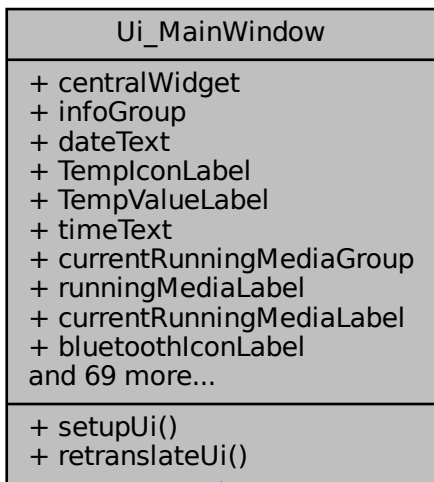 Ui_MainWindow
+ centralWidget
+ infoGroup
+ dateText
+ TempIconLabel
+ TempValueLabel
+ timeText
+ currentRunningMediaGroup
+ runningMediaLabel
+ currentRunningMediaLabel
+ bluetoothIconLabel
and 69 more...
+ setupUi()
+ retranslateUi()